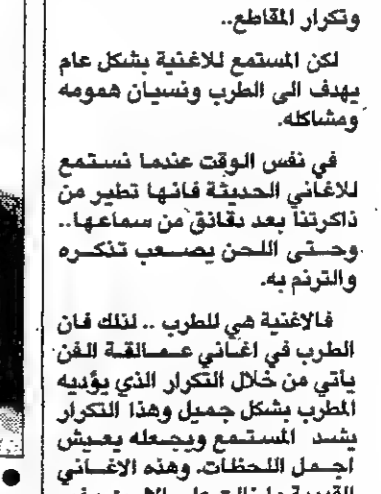 وتكرار المقاطع..
لكن المستمع للاغنية بشكل عام
يهدف الى الطرب ونسيان همومه
ومشاكله.
في نفس الوقت عندما نستمع
للاغاني الحديثة فانها تطير من
ذاكرتنا بعد دقائق من سماعها..
وحتى اللحن يصعب تذكره
والترنم به.
فالاغنية هي للطرب .. لذلك فان
الطرب في اغاني عمالقة الفن
يأتي من خلال التكرار الذي يؤديه
المطرب بشكل جميل وهذا التكرار
يشد المستمع ويجعله يعيش
اجمل اللحظات. وهذه الاغاني